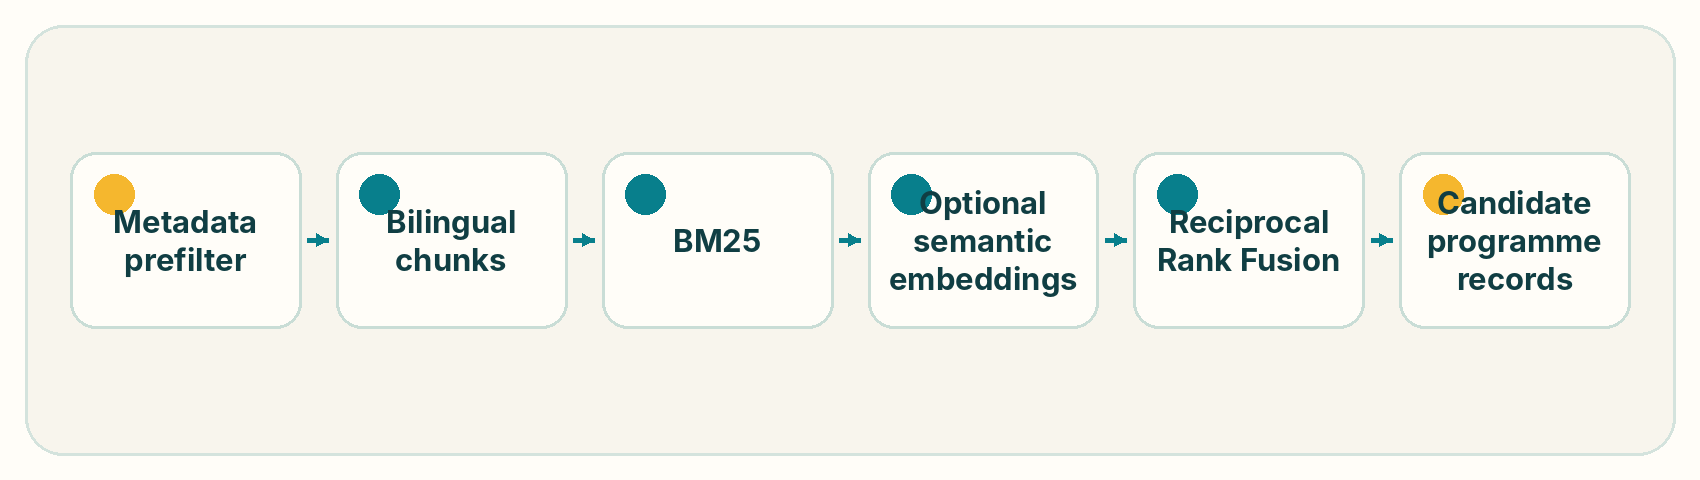 Metadata
prefilter
Bilingual
chunks
BM25
Optional
semantic
embeddings
Reciprocal
Rank Fusion
Candidate
programme
records